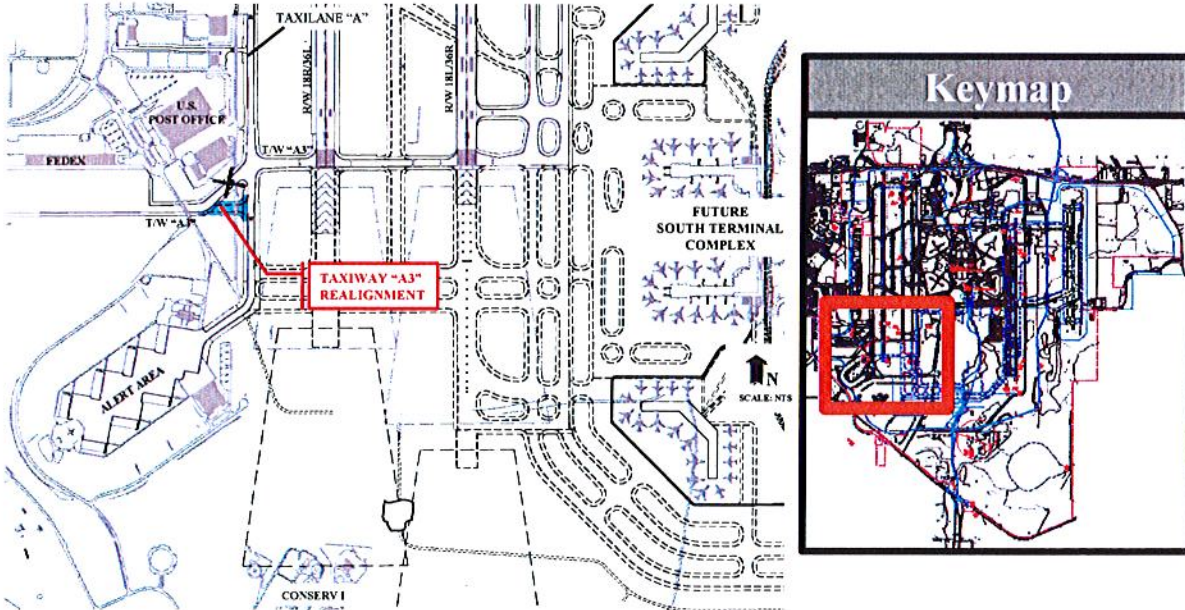 TAXILANE "A"
R/W 18R/36L
R/W 18L/36R
U.S.
POST OFFICE
FEDEX
T/W "A3"
T/W "A3"
TAXIWAY "A3"
REALIGNMENT
ALERT AREA
CONSERV I
FUTURE
SOUTH TERMINAL
COMPLEX
N
SCALE: NTS
Keymap